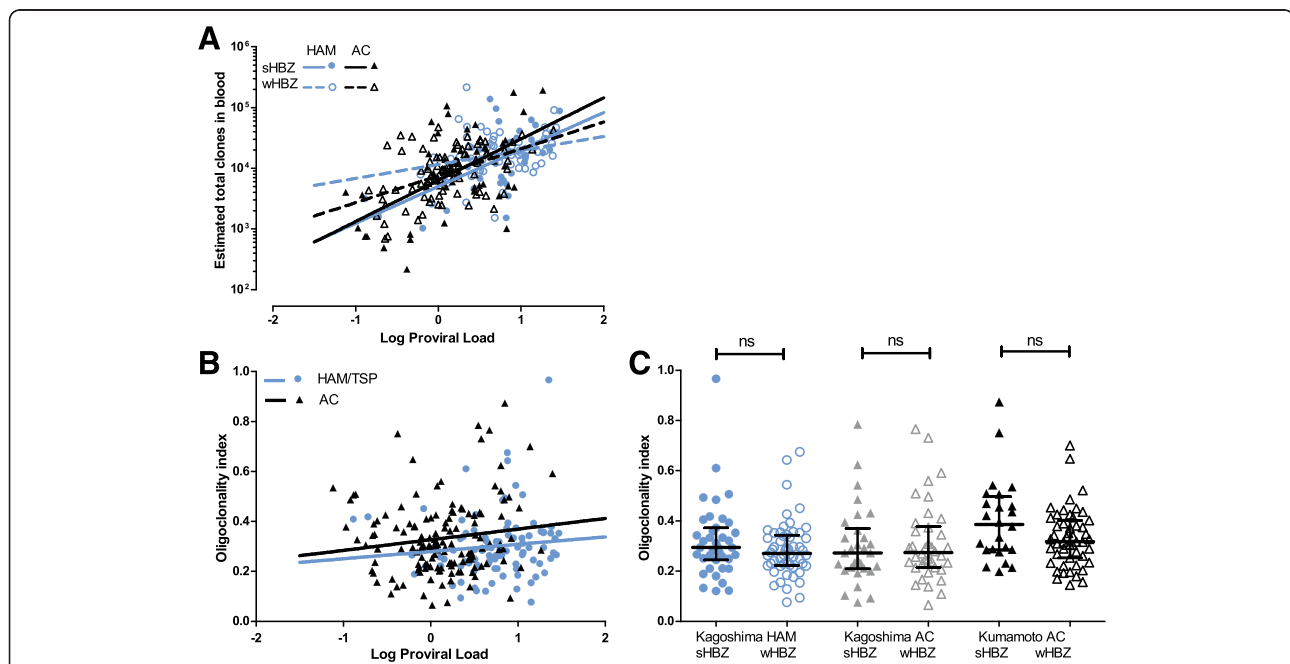 A
HAM AC
sHBZ
wHBZ
Estimated total clones in blood
10^6
10^5
10^4
10^3
10^2
-2 -1 0 1 2
Log Proviral Load
B
HAM/TSP
AC
Oligoclonality index
1.0
0.8
0.6
0.4
0.2
0.0
-2 -1 0 1 2
Log Proviral Load
C
ns ns ns
Oligoclonality index
1.0
0.8
0.6
0.4
0.2
0.0
Kagoshima HAM Kagoshima AC Kumamoto AC
sHBZ wHBZ sHBZ wHBZ sHBZ wHBZ